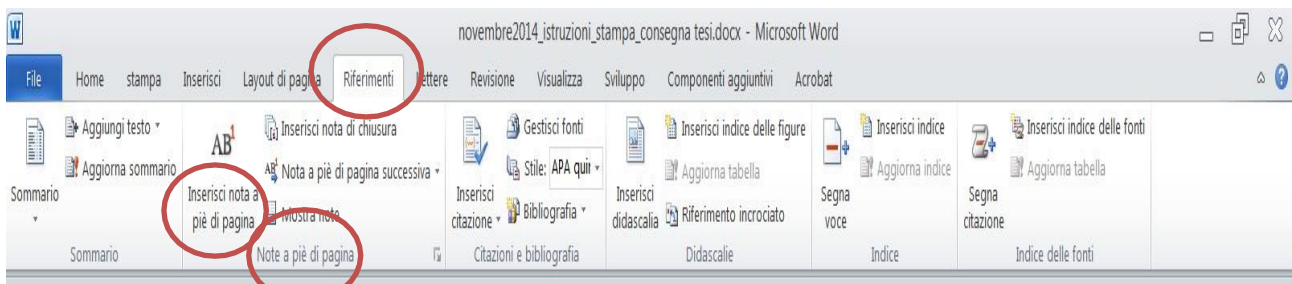 W
novembre2014_istruzioni_stampa_consegna tesi.docx - Microsoft Word
File Home stampa Inserisci Layout di pagina Riferimenti Lettere Revisione Visualizza Sviluppo Componenti aggiuntivi Acrobat
Sommario
Aggiungi testo
Aggiorna sommario
Sommario
AB1
Inserisci nota a
piè di pagina
Inserisci nota di chiusura
Nota a piè di pagina successiva
Mostra note
Note a piè di pagina
Inserisci
citazione
Gestisci fonti
Stile: APA quin
Bibliografia
Citazioni e bibliografia
Inserisci
didascalia
Inserisci indice delle figure
Aggiorna tabella
Riferimento incrociato
Didascalie
Segna
voce
Inserisci indice
Aggiorna indice
Indice
Segna
citazione
Inserisci indice delle fonti
Aggiorna tabella
Indice delle fonti